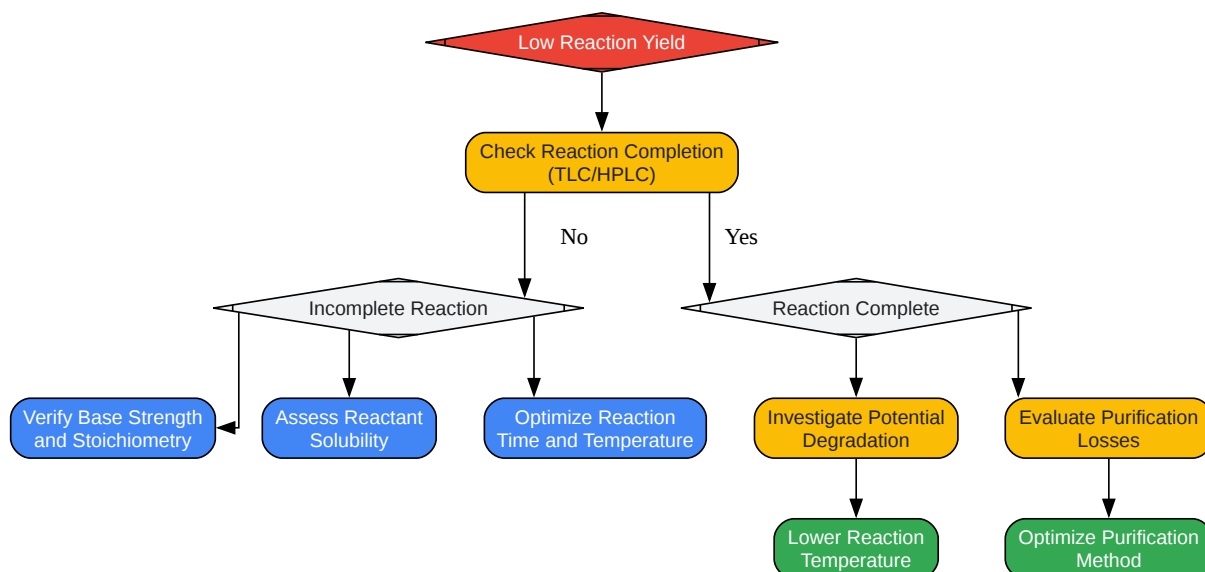 Low Reaction Yield
Check Reaction Completion
(TLC/HPLC)
No
Yes
Incomplete Reaction
Reaction Complete
Verify Base Strength
and Stoichiometry
Assess Reactant
Solubility
Optimize Reaction
Time and Temperature
Investigate Potential
Degradation
Evaluate Purification
Losses
Lower Reaction
Temperature
Optimize Purification
Method